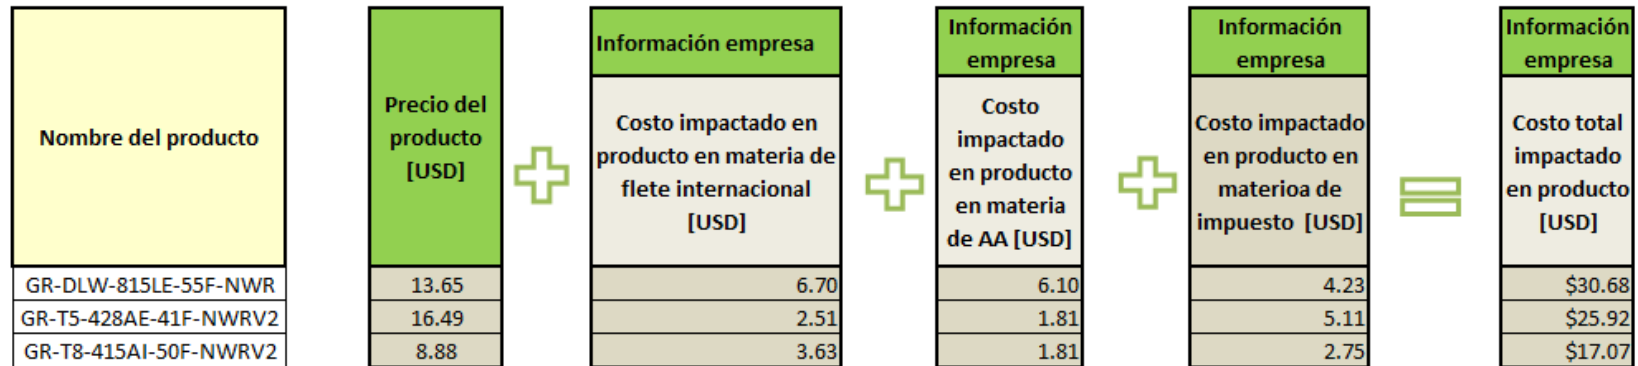 Nombre del producto
Precio del
producto
[USD]
Información empresa
Costo impactado en
producto en materia de
flete internacional
[USD]
Información
empresa
Costo
impactado
en producto
en materia
de AA [USD]
Información
empresa
Costo impactado
en producto en
materioa de
impuesto [USD]
Información
empresa
Costo total
impactado
en producto
[USD]
GR-DLW-815LE-55F-NWR 13.65 6.70 6.10 4.23 $30.68
GR-T5-428AE-41F-NWRV2 16.49 2.51 1.81 5.11 $25.92
GR-T8-415AI-50F-NWRV2 8.88 3.63 1.81 2.75 $17.07